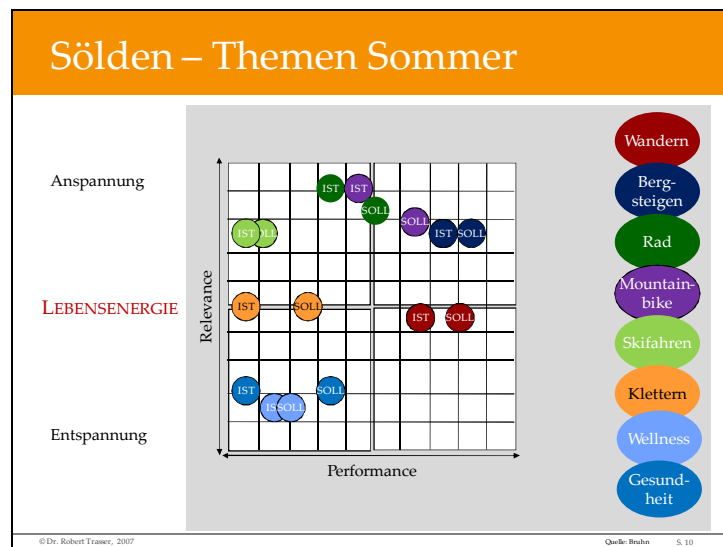 Sölden – Themen Sommer
Anspannung
LEBENSENERGIE
Entspannung
Relevance
Performance
IST
IST
SOLL
SOLL
IST
SOLL
IST
OLL
IST
SOLL
IST
SOLL
IST
SOLL
IS
SOLL
Wandern
Berg-
steigen
Rad
Mountain-
bike
Skifahren
Klettern
Wellness
Gesund-
heit
© Dr. Robert Trasser, 2007
Quelle: Bruhn
S. 10